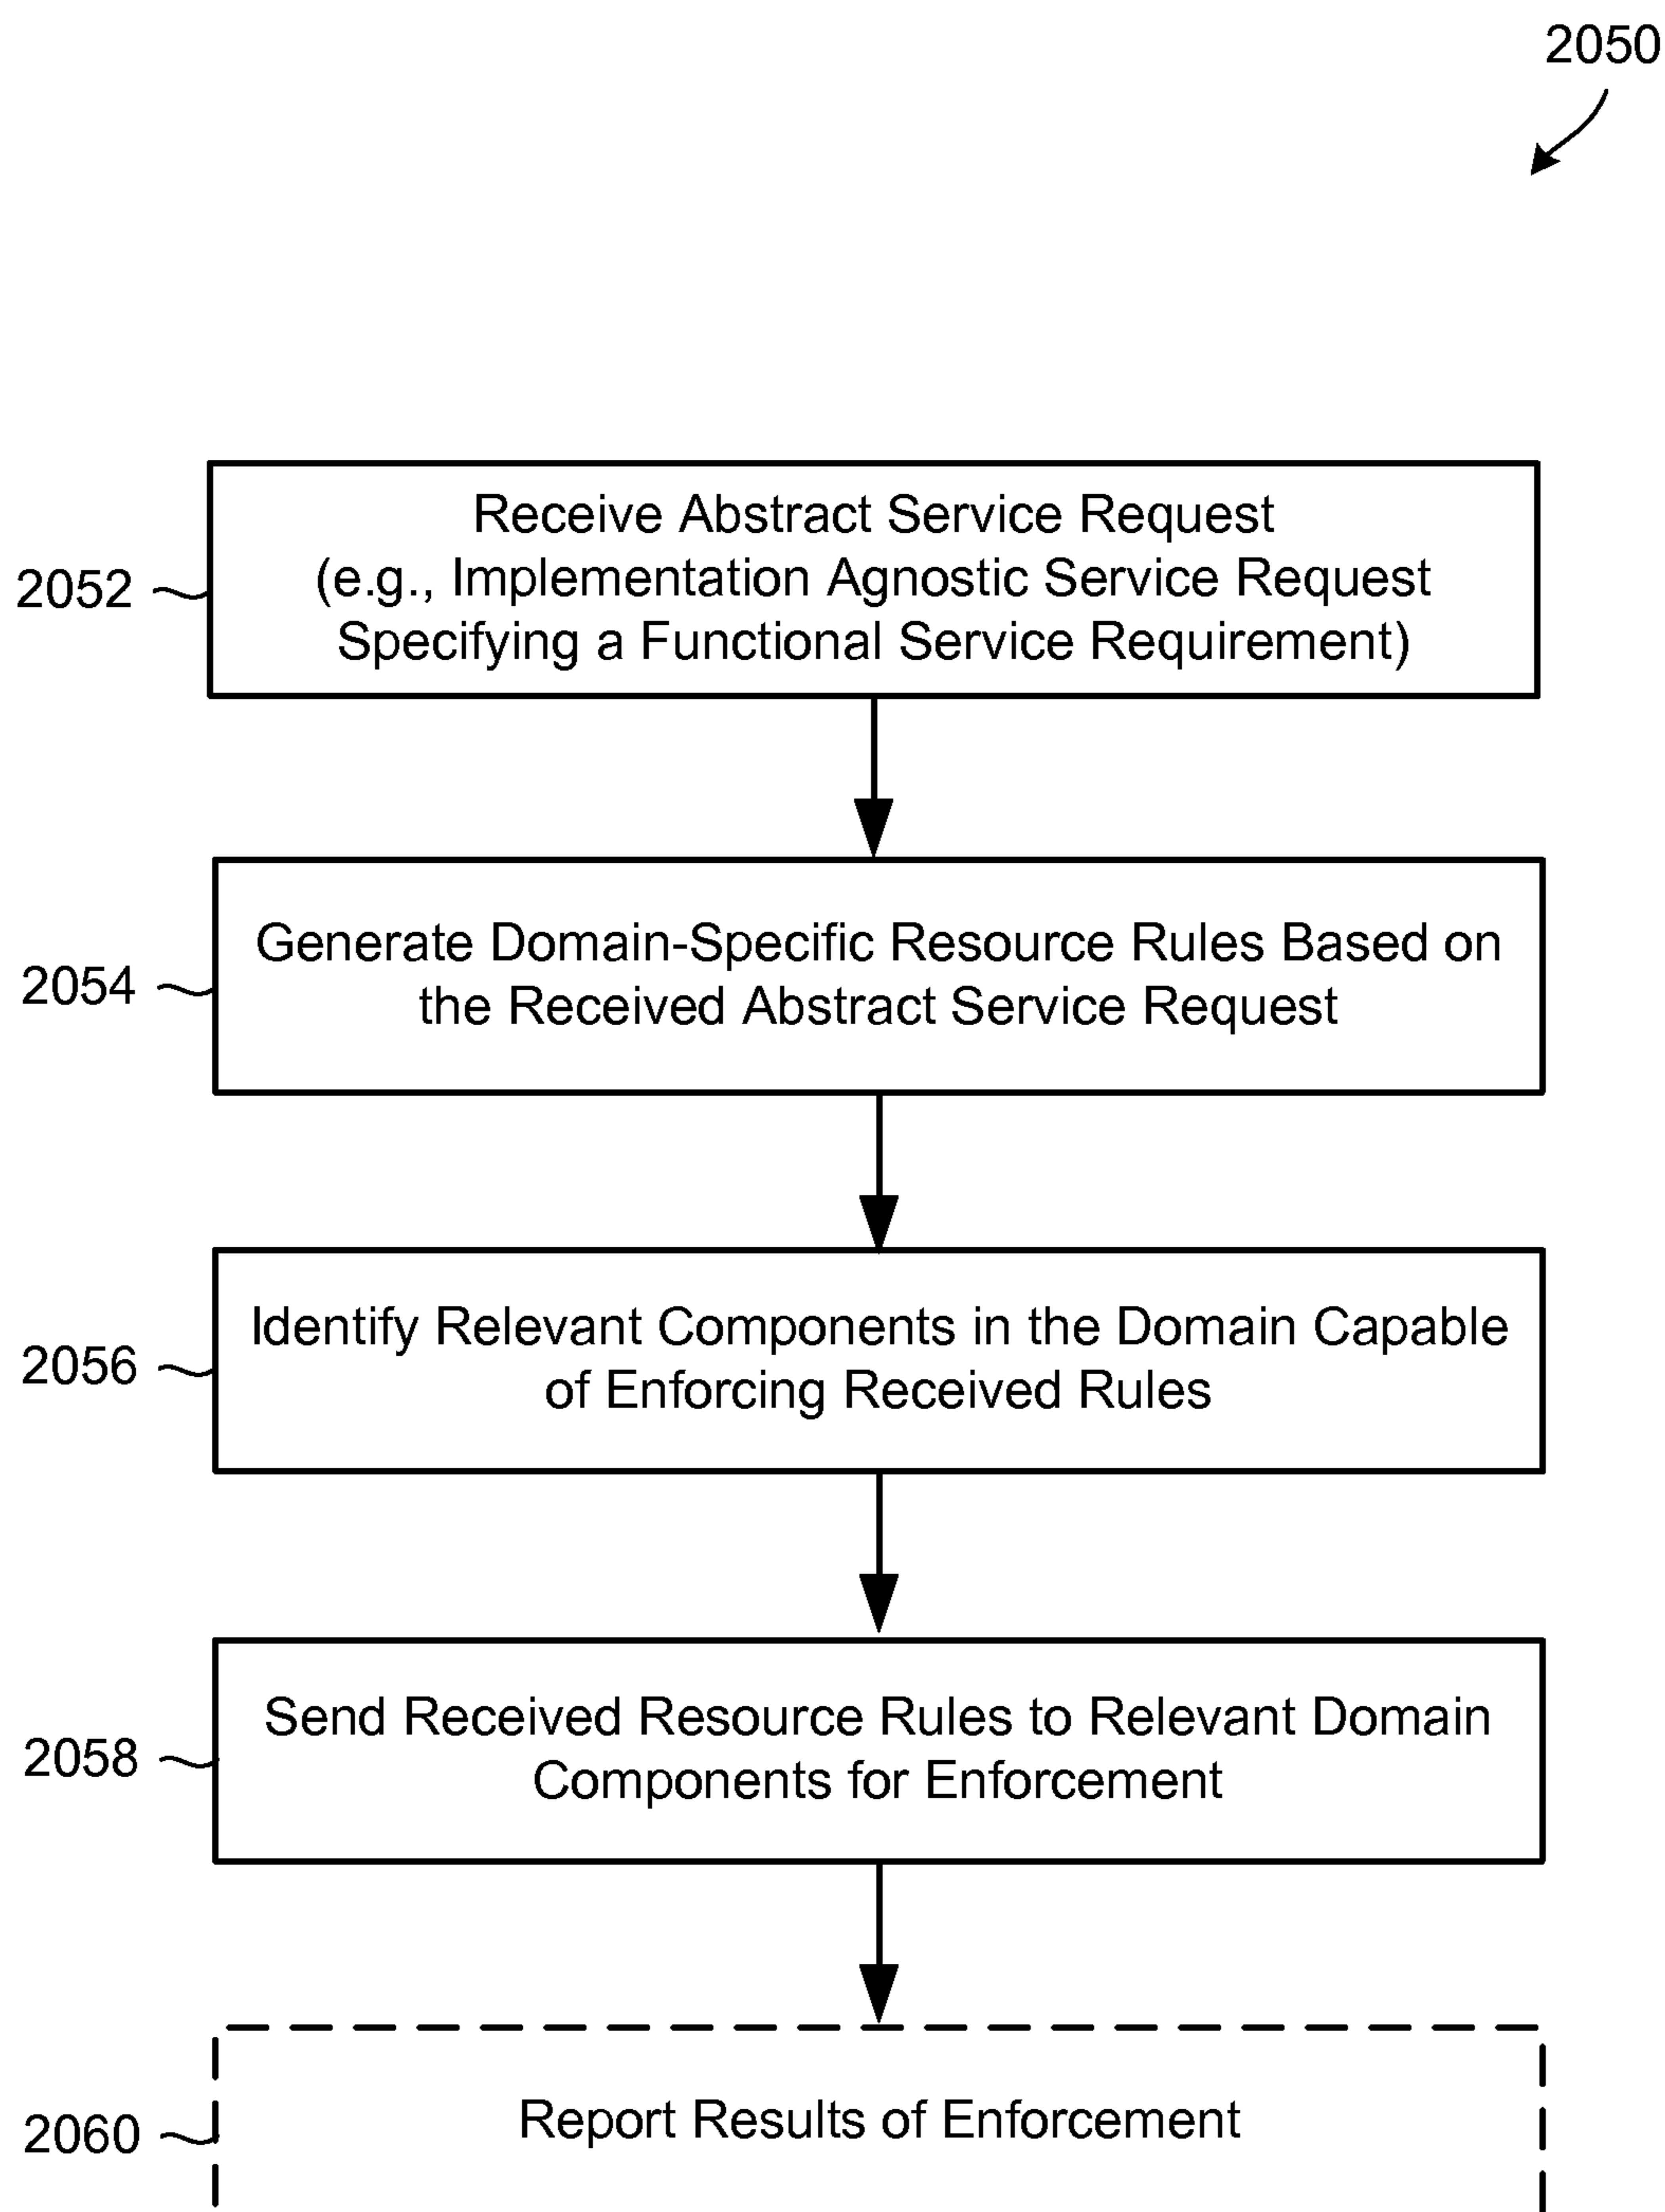 2050
2052
Receive Abstract Service Request
(e.g., Implementation Agnostic Service Request
Specifying a Functional Service Requirement)
2054
Generate Domain-Specific Resource Rules Based on
the Received Abstract Service Request
2056
Identify Relevant Components in the Domain Capable
of Enforcing Received Rules
2058
Send Received Resource Rules to Relevant Domain
Components for Enforcement
2060
Report Results of Enforcement